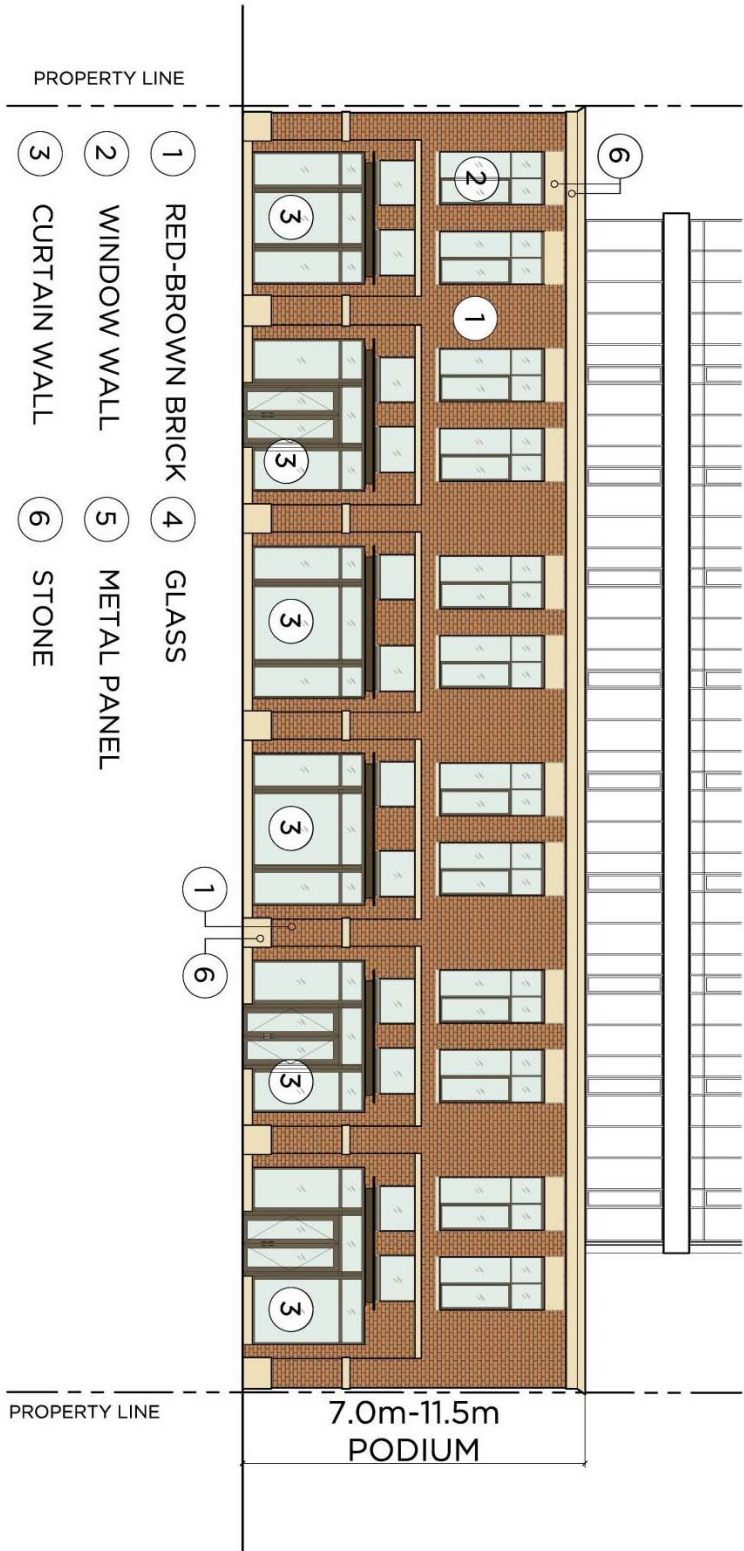 PROPERTY LINE
6
2
3
1
3
3
3
1
6
3
3
1 RED-BROWN BRICK 4 GLASS
2 WINDOW WALL 5 METAL PANEL
3 CURTAIN WALL 6 STONE
PROPERTY LINE
7.0m-11.5m
PODIUM